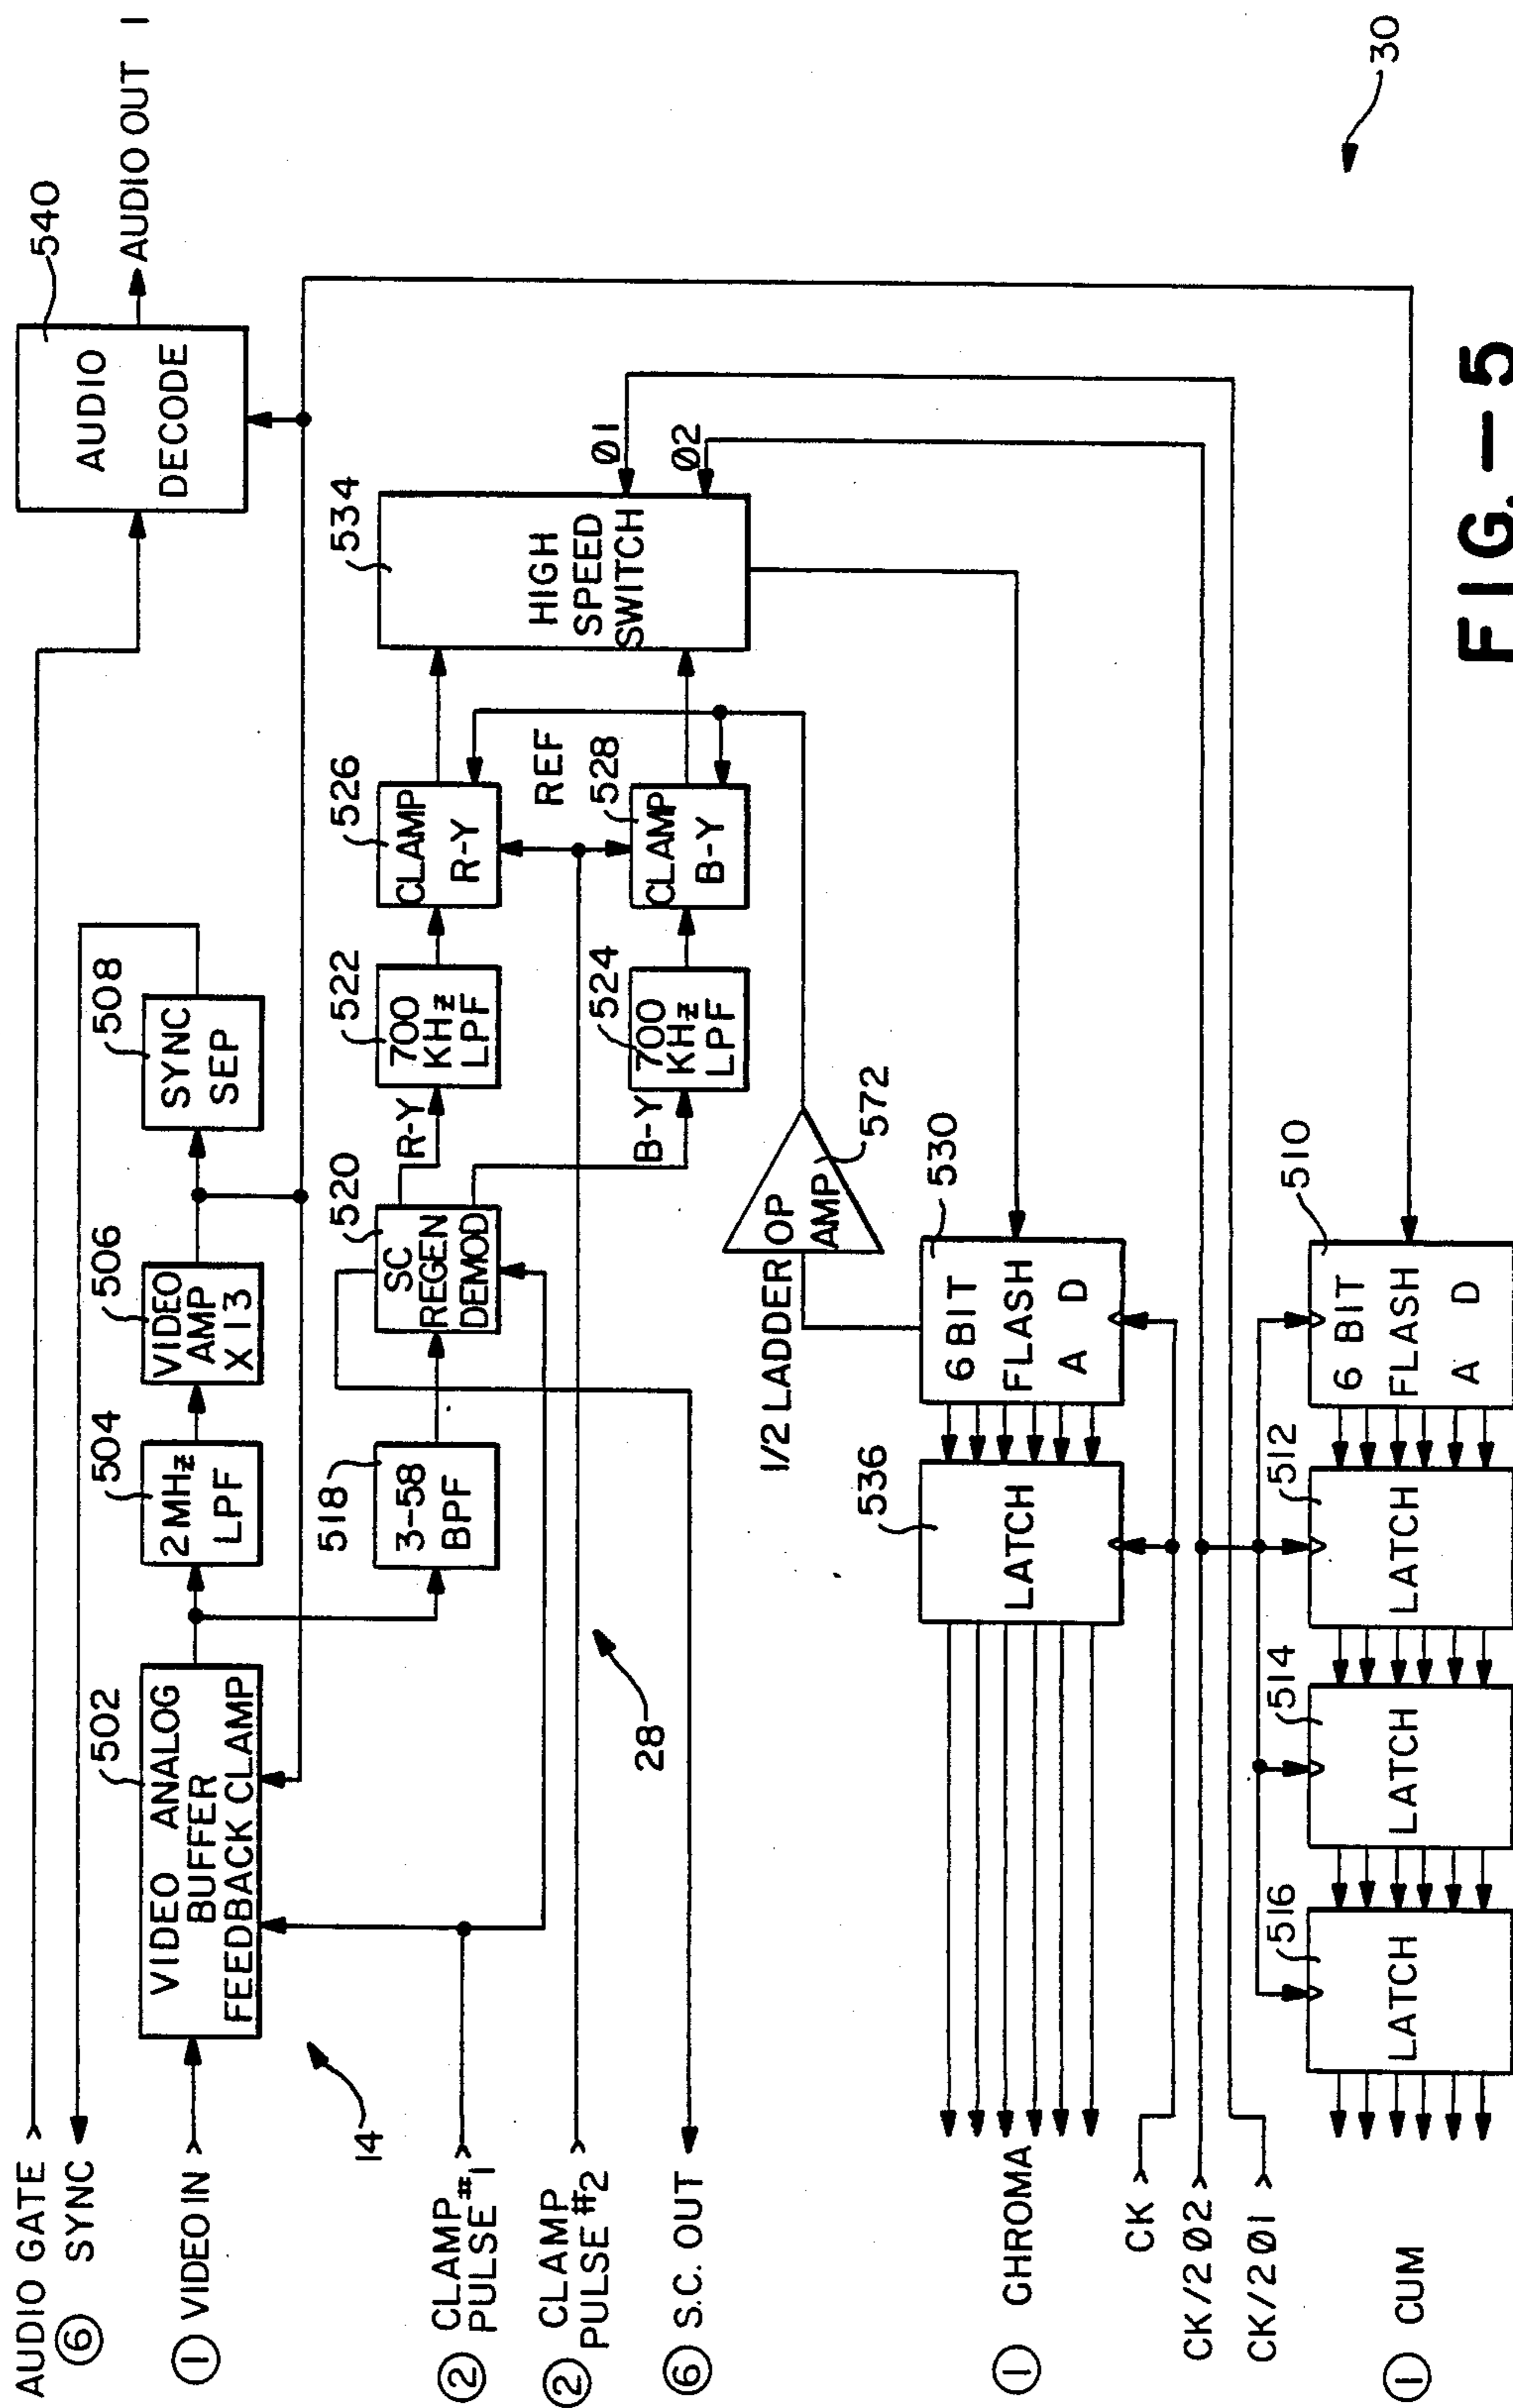 AUDIO GATE
⑥ SYNC
① VIDEO IN
14
② CLAMP
PULSE #1
② CLAMP
PULSE #2
⑥ S.C. OUT
① GHROMA
CK
CK/2 Ø2
CK/2 Ø1
① CUM
502
VIDEO ANALOG
BUFFER
FEEDBACK CLAMP
504
2MHz
LPF
506
VIDEO
AMP
X 13
508
SYNC
SEP
540
AUDIO
DECODE
AUDIO OUT 1
518
3-58
BPF
520
SC
REGEN
DEMOD
R-Y
B-Y
522
700
KHz
LPF
524
700
KHz
LPF
526
CLAMP
R-Y
REF
528
CLAMP
B-Y
534
HIGH
SPEED
SWITCH
Ø1
Ø2
28
1/2 LADDER
OP
AMP
572
536
LATCH
530
6 BIT
FLASH
A D
516
LATCH
514
LATCH
512
LATCH
510
6 BIT
FLASH
A D
30
FIG.—5